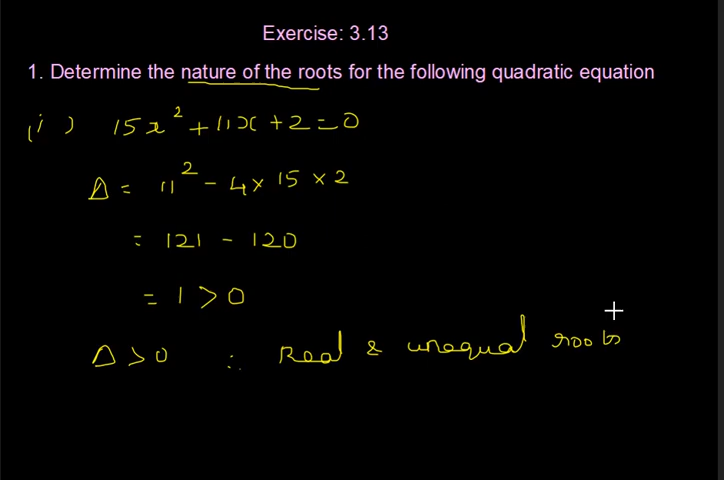 Exercise: 3.13
1. Determine the nature of the roots for the following quadratic equation
(i) 15x² + 11x + 2 = 0
Δ = 11² - 4 × 15 × 2
= 121 - 120
= 1 > 0
Δ > 0 ∴ Real & unequal roots